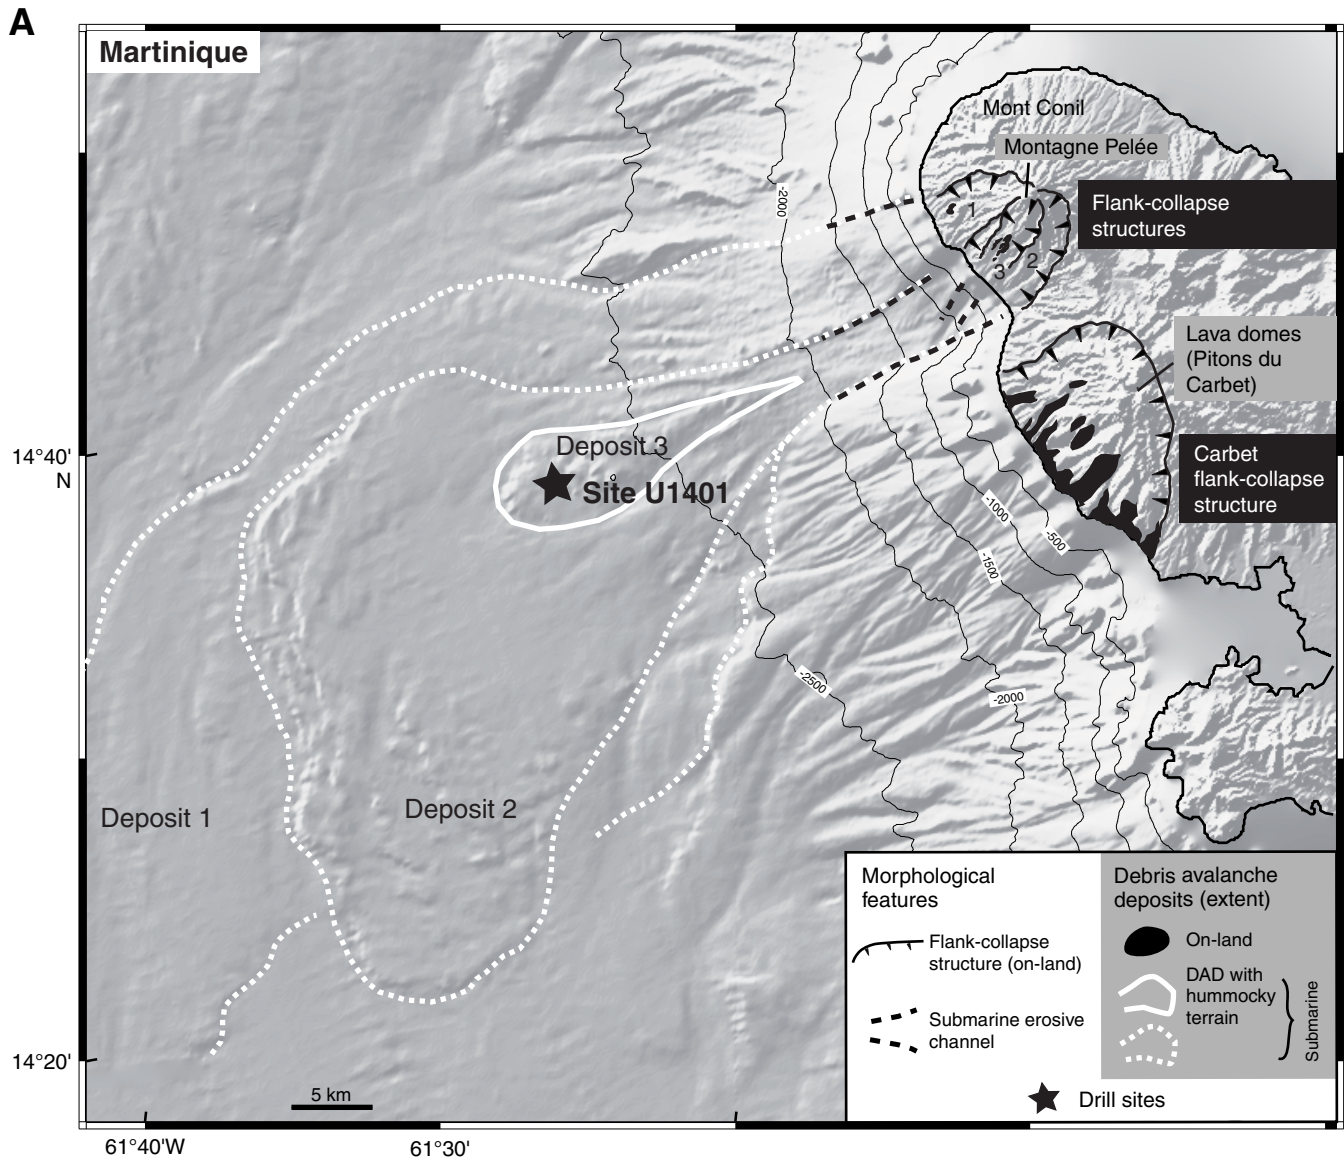 A
Martinique
Mont Conil
Montagne Pelée
Flank-collapse
structures
1
2
3
-2000
Lava domes
(Pitons du
Carbet)
Carbet
flank-collapse
structure
14°40'
N
Deposit 3
Site U1401
-1000
-500
-1500
-2500
-2000
Deposit 1
Deposit 2
Morphological
features
Flank-collapse
structure (on-land)
Submarine erosive
channel
Debris avalanche
deposits (extent)
On-land
DAD with
hummocky
terrain
Submarine
Drill sites
14°20'
5 km
61°40'W
61°30'